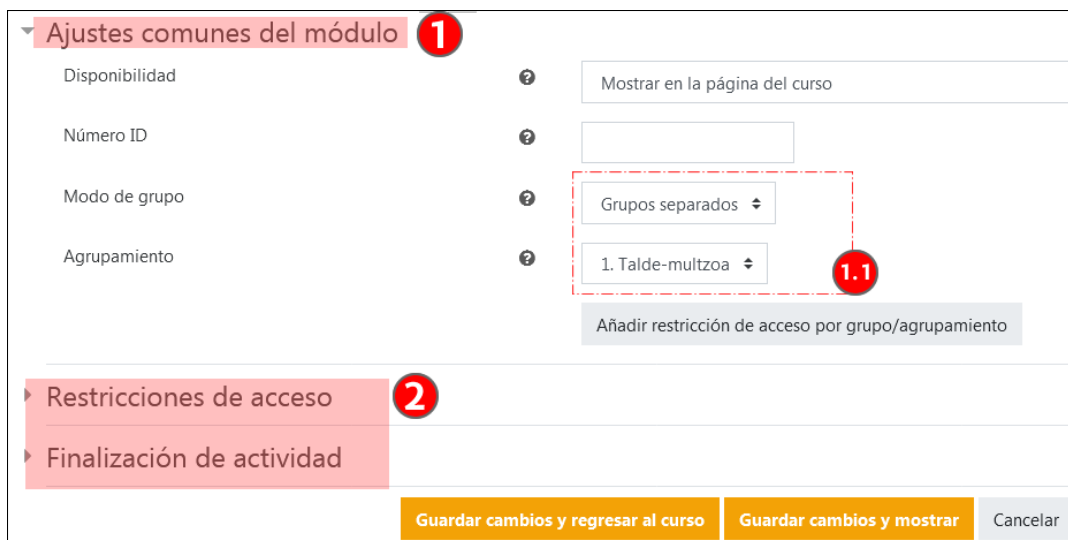 Ajustes comunes del módulo 1
Disponibilidad ? Mostrar en la página del curso
Número ID ?
Modo de grupo ? Grupos separados
Agrupamiento ? 1. Talde-multzoa
1.1
Añadir restricción de acceso por grupo/agrupamiento
Restricciones de acceso 2
Finalización de actividad
Guardar cambios y regresar al curso Guardar cambios y mostrar Cancelar